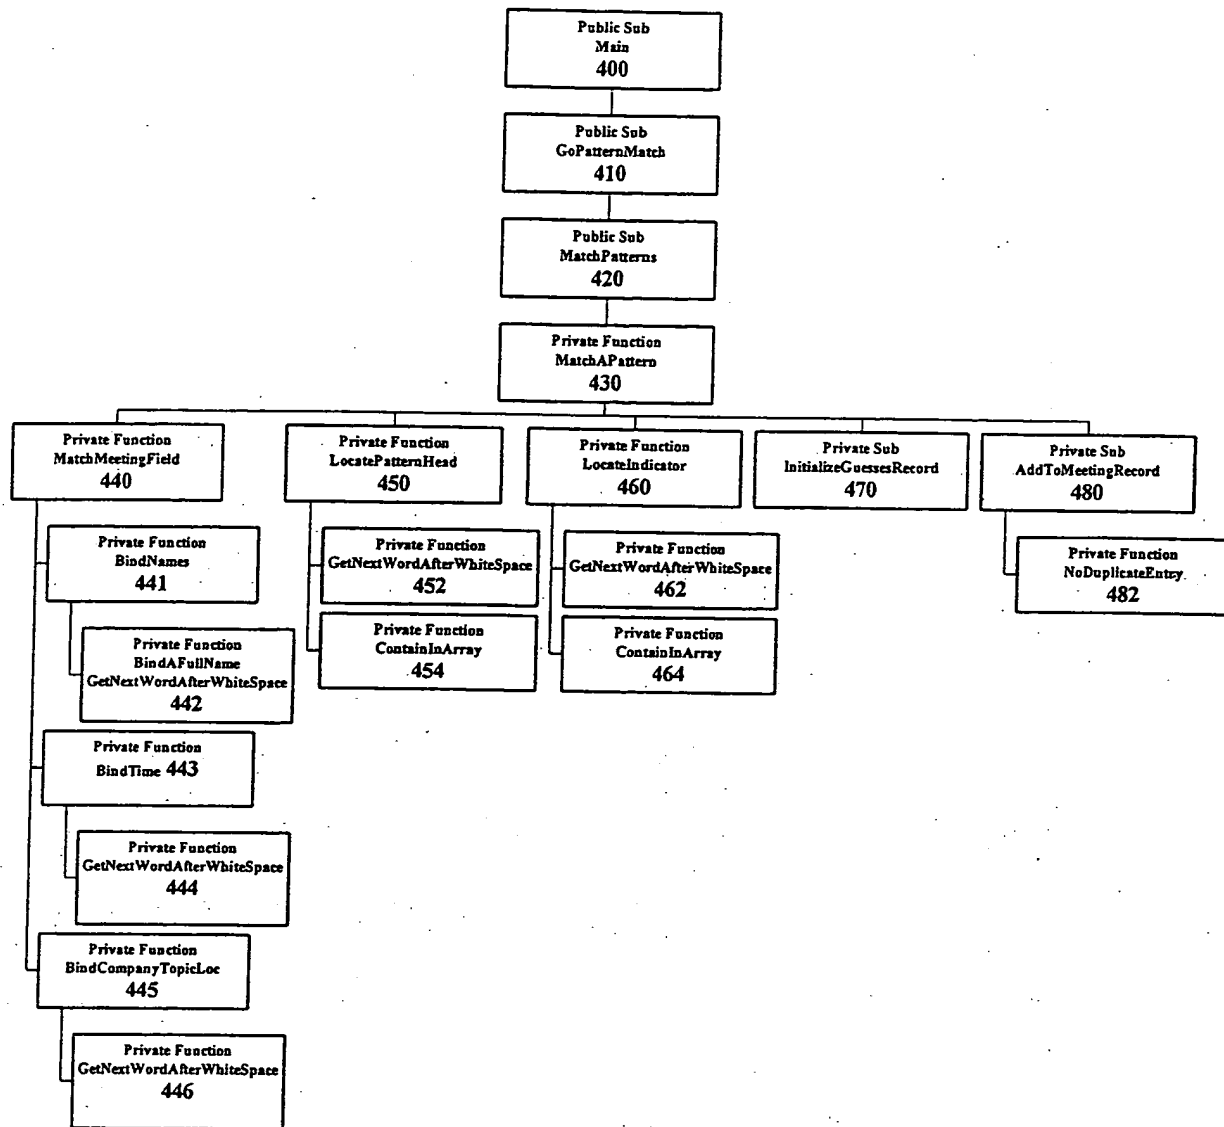 Public Sub
Main
400
Public Sub
GoPatternMatch
410
Public Sub
MatchPatterns
420
Private Function
MatchAPattern
430
Private Function
MatchMeetingField
440
Private Function
LocatePatternHead
450
Private Function
LocateIndicator
460
Private Sub
InitializeGuessesRecord
470
Private Sub
AddToMeetingRecord
480
Private Function
BindNames
441
Private Function
GetNextWordAfterWhiteSpace
452
Private Function
GetNextWordAfterWhiteSpace
462
Private Function
NoDuplicateEntry
482
Private Function
BindAFullName
GetNextWordAfterWhiteSpace
442
Private Function
ContainInArray
454
Private Function
ContainInArray
464
Private Function
BindTime 443
Private Function
GetNextWordAfterWhiteSpace
444
Private Function
BindCompanyTopicLoc
445
Private Function
GetNextWordAfterWhiteSpace
446